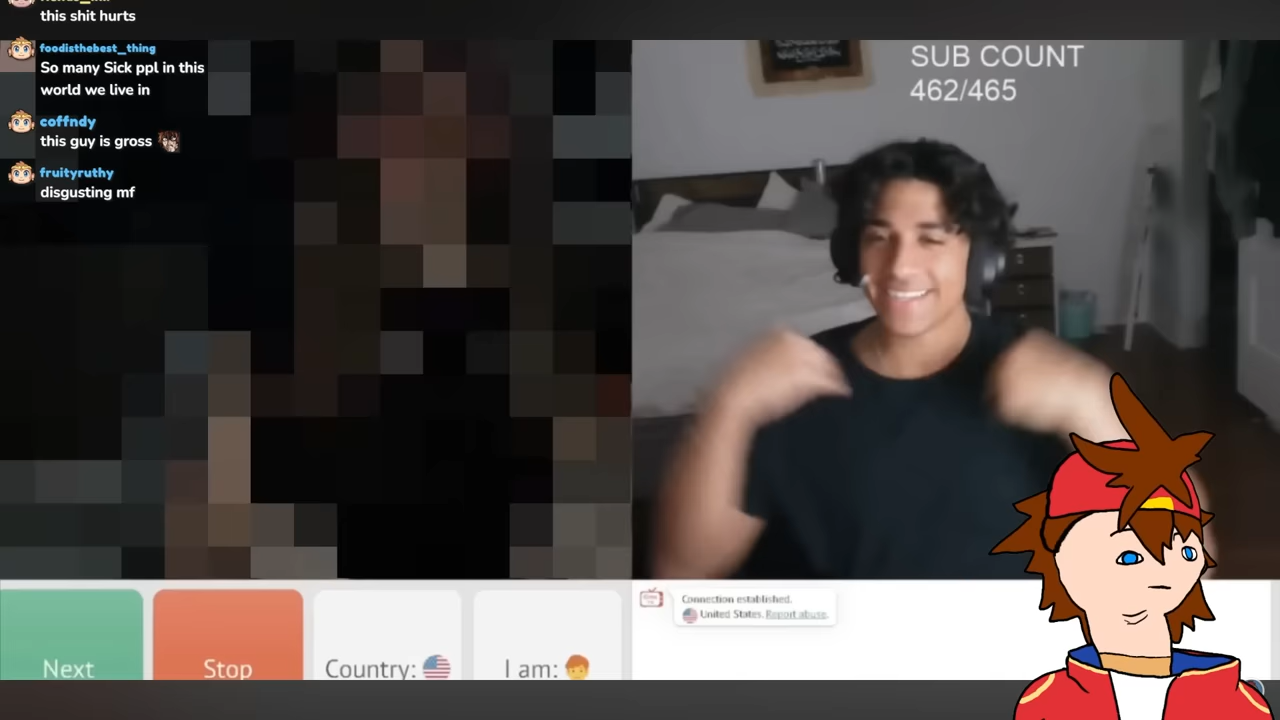 this shit hurts
foodisthebest_thing
So many Sick ppl in this
world we live in
coffndy
this guy is gross
fruityruthy
disgusting mf
SUB COUNT
462/465
Connection established.
United States. Report abuse.
Next
Stop
Country:
I am: